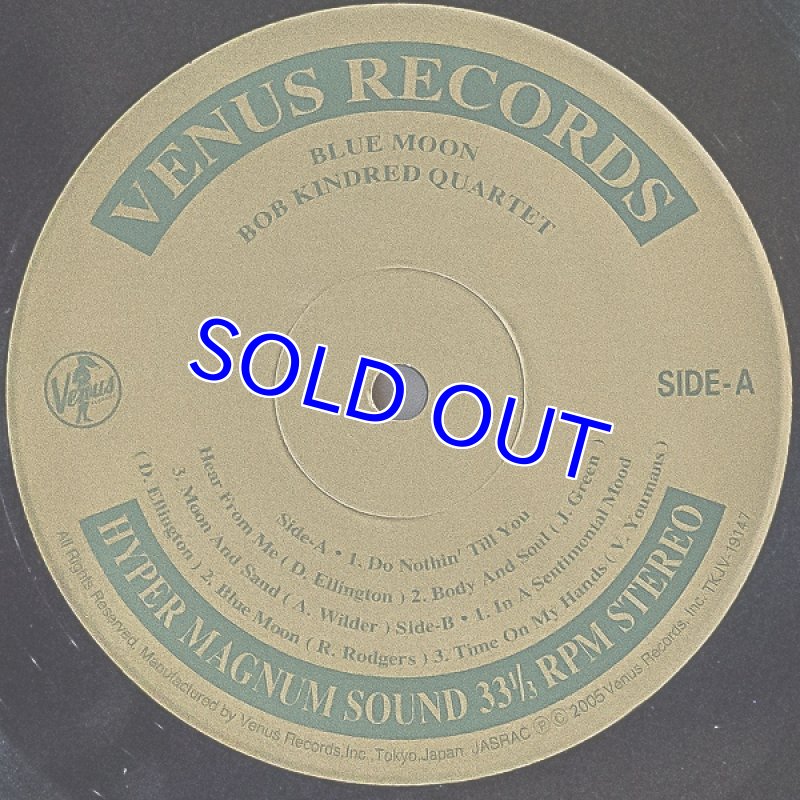 VENUS RECORDS
BLUE MOON
BOB KINDRED QUARTET
Venus
SIDE-A
SOLD OUT
Side-A • 1. Do Nothin' Till You
Hear From Me ( D. Ellington ) 2. Body And Soul ( J. Green )
3. Moon And Sand ( A. Wilder ) Side-B • 1. In A Sentimental Mood
( D. Ellington ) 2. Blue Moon ( R. Rodgers ) 3. Time On My Hands ( V. Youmans )
HYPER MAGNUM SOUND 33⅓ RPM STEREO
All Rights Reserved, Manufactured by Venus Records,Inc.,Tokyo,Japan. JASRAC Ⓟ Ⓒ 2005 Venus Records, Inc. TKJV-19147